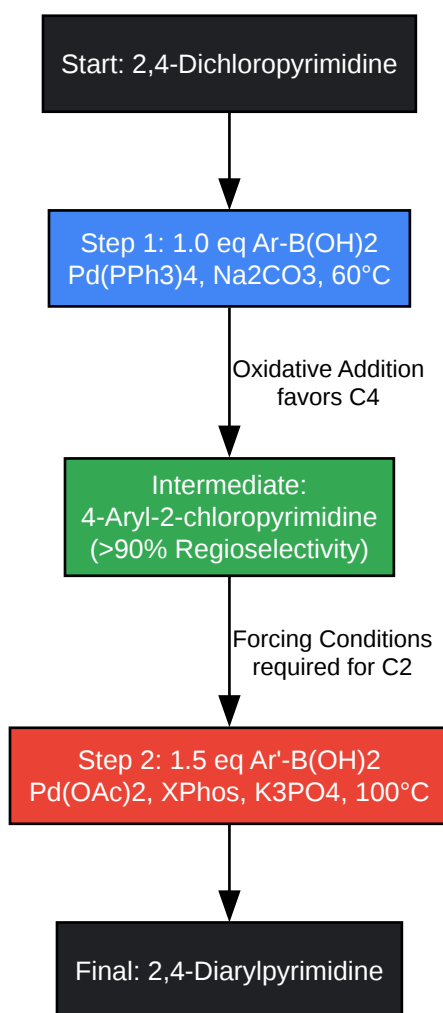 Start: 2,4-Dichloropyrimidine
Step 1: 1.0 eq Ar-B(OH)2
Pd(PPh3)4, Na2CO3, 60°C
Oxidative Addition
favors C4
Intermediate:
4-Aryl-2-chloropyrimidine
(>90% Regioselectivity)
Forcing Conditions
required for C2
Step 2: 1.5 eq Ar'-B(OH)2
Pd(OAc)2, XPhos, K3PO4, 100°C
Final: 2,4-Diarylpyrimidine